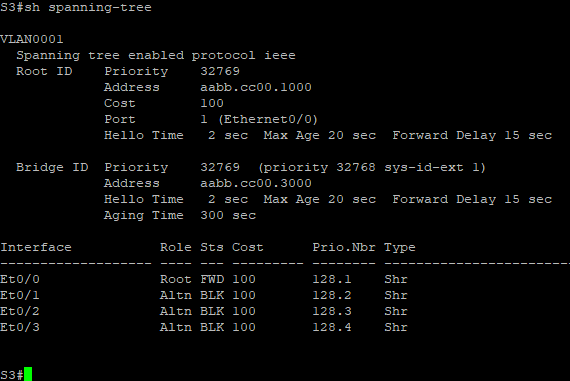 S3#sh spanning-tree
VLAN0001
  Spanning tree enabled protocol ieee
  Root ID    Priority    32769
             Address     aabb.cc00.1000
             Cost        100
             Port        1 (Ethernet0/0)
             Hello Time   2 sec  Max Age 20 sec  Forward Delay 15 sec
  Bridge ID  Priority    32769  (priority 32768 sys-id-ext 1)
             Address     aabb.cc00.3000
             Hello Time   2 sec  Max Age 20 sec  Forward Delay 15 sec
             Aging Time  300 sec
Interface           Role Sts Cost      Prio.Nbr Type
------------------- ---- --- --------- -------- --------------------------------
Et0/0               Root FWD 100       128.1    Shr
Et0/1               Altn BLK 100       128.2    Shr
Et0/2               Altn BLK 100       128.3    Shr
Et0/3               Altn BLK 100       128.4    Shr
S3#